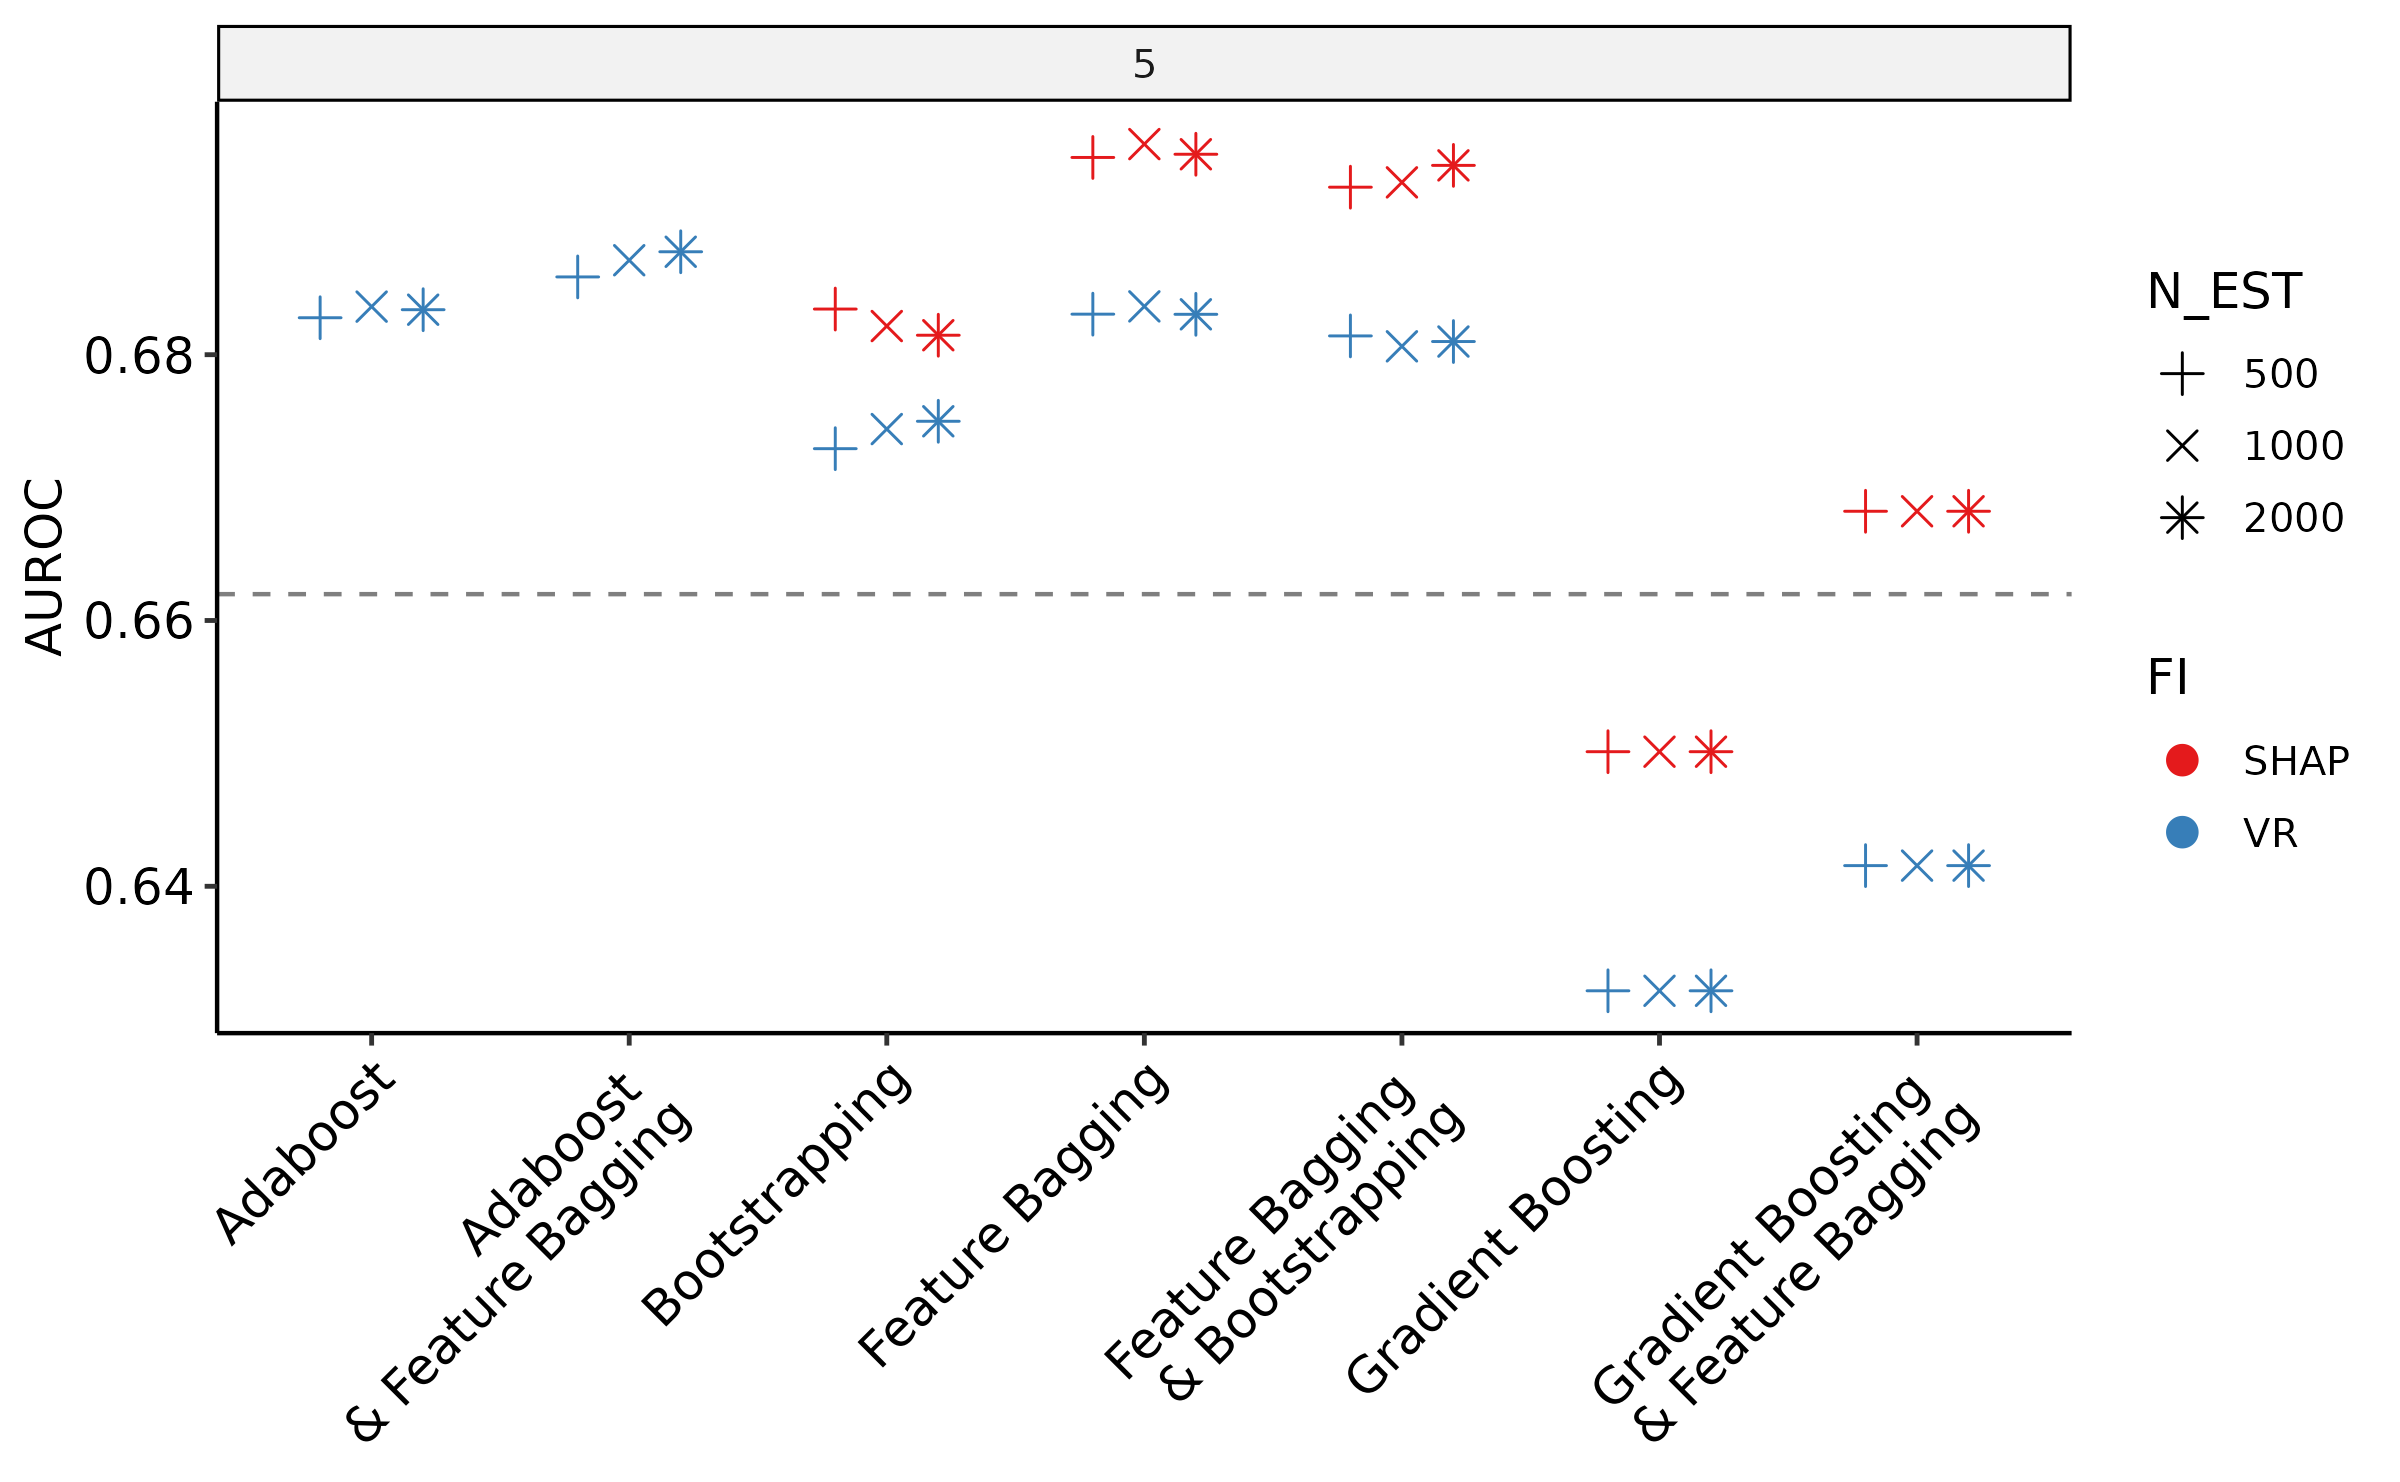 5
AUROC
0.68
0.66
0.64
Adaboost
Adaboost
& Feature Bagging
Bootstrapping
Feature Bagging
Feature Bagging
& Bootstrapping
Gradient Boosting
Gradient Boosting
& Feature Bagging
N_EST
500
1000
2000
FI
SHAP
VR